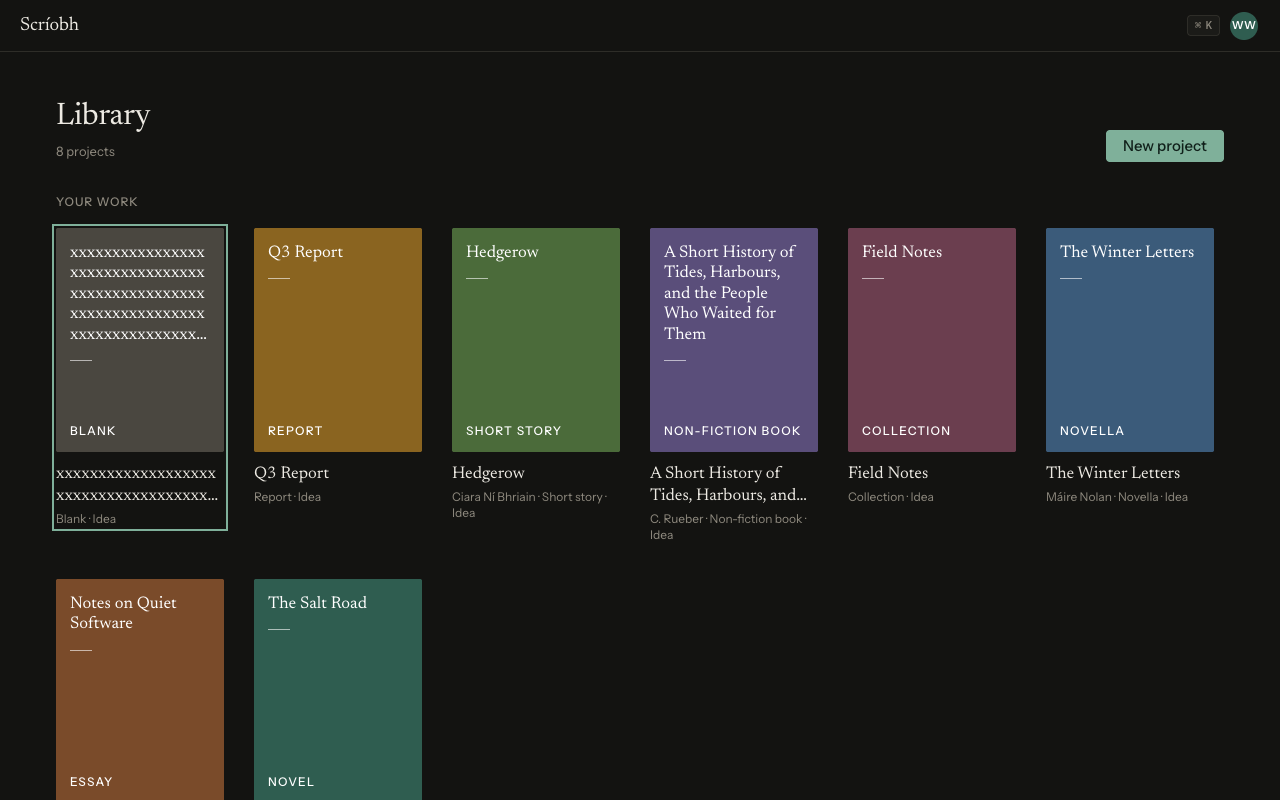 Scríobh
⌘ K
WW
Library
8 projects
New project
YOUR WORK
xxxxxxxxxxxxxxxx
xxxxxxxxxxxxxxxx
xxxxxxxxxxxxxxxx
xxxxxxxxxxxxxxxx
xxxxxxxxxxxxxxx…
BLANK
xxxxxxxxxxxxxxxxxxx
xxxxxxxxxxxxxxxxxx…
Blank · Idea
Q3 Report
REPORT
Q3 Report
Report · Idea
Hedgerow
SHORT STORY
Hedgerow
Ciara Ní Bhriain · Short story ·
Idea
A Short History of
Tides, Harbours,
and the People
Who Waited for
Them
NON-FICTION BOOK
A Short History of
Tides, Harbours, and…
C. Rueber · Non-fiction book ·
Idea
Field Notes
COLLECTION
Field Notes
Collection · Idea
The Winter Letters
NOVELLA
The Winter Letters
Máire Nolan · Novella · Idea
Notes on Quiet
Software
ESSAY
The Salt Road
NOVEL